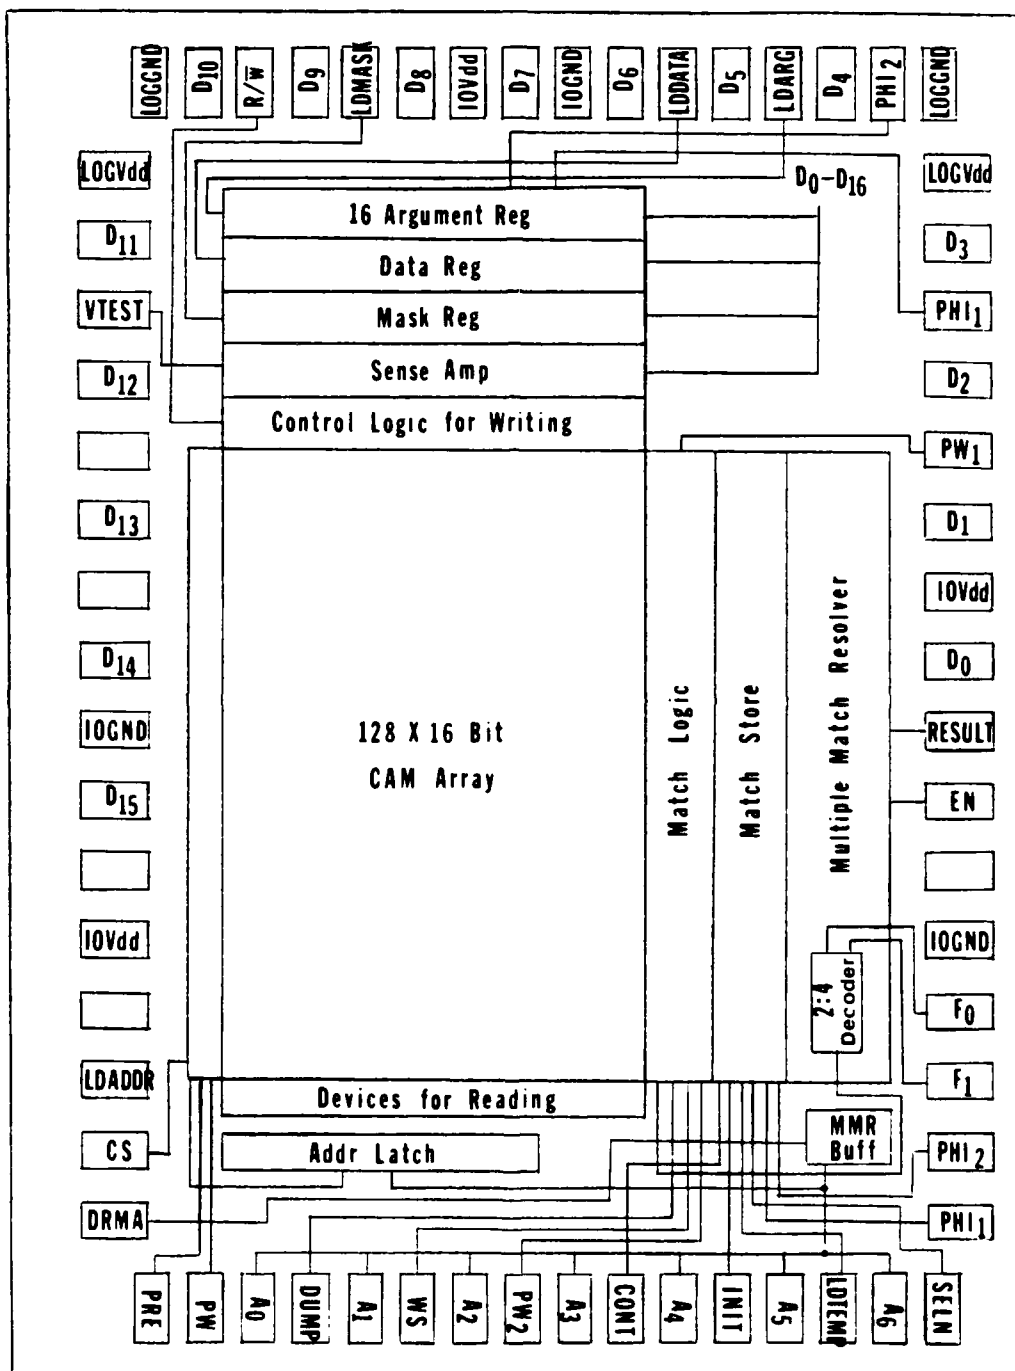 LOGGND D10 R/W̅ D9 LDMASK D8 IOVdd D7 IOGND D6 LDDATA D5 LDARG D4 PHI2 LOGGND
LOGVdd
D11
VTEST
D12
D13
D14
IOGND
D15
IOVdd
LDADDR
CS
DRMA
D0-D16
16 Argument Reg
Data Reg
Mask Reg
Sense Amp
Control Logic for Writing
128 X 16 Bit
CAM Array
Match Logic
Match Store
Multiple Match Resolver
2:4
Decoder
Devices for Reading
Addr Latch
MMR
Buff
LOGVdd
D3
PHI1
D2
PW1
D1
IOVdd
D0
RESULT
EN
IOGND
F0
F1
PHI2
PHI1
PRE PW A0 DUMP A1 WS A2 PW2 A3 CONT A4 INIT A5 LDTEMP A6 SELN